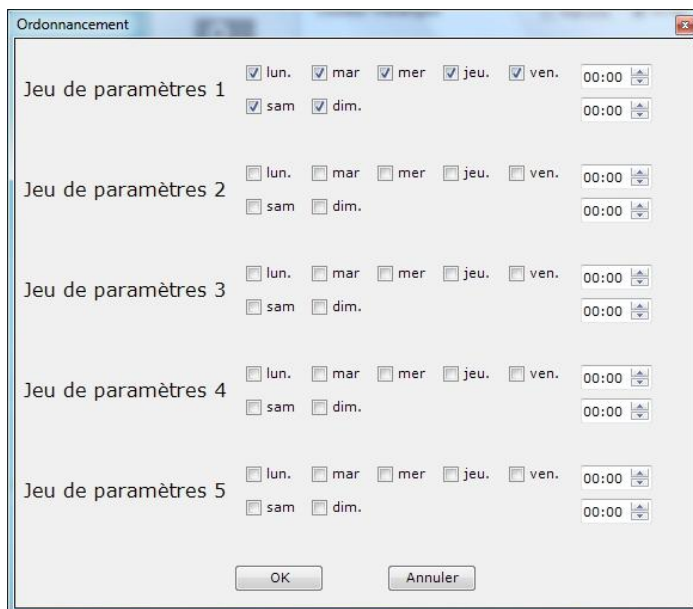 Ordonnancement
lun. mar mer jeu. ven. 00:00
Jeu de paramètres 1
sam dim. 00:00
lun. mar mer jeu. ven. 00:00
Jeu de paramètres 2
sam dim. 00:00
lun. mar mer jeu. ven. 00:00
Jeu de paramètres 3
sam dim. 00:00
lun. mar mer jeu. ven. 00:00
Jeu de paramètres 4
sam dim. 00:00
lun. mar mer jeu. ven. 00:00
Jeu de paramètres 5
sam dim. 00:00
OK Annuler